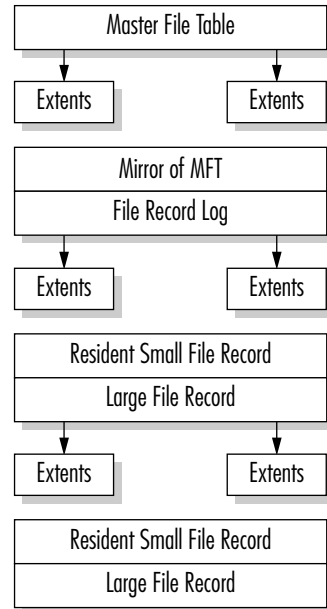 Master File Table
Extents Extents
Mirror of MFT
File Record Log
Extents Extents
Resident Small File Record
Large File Record
Extents Extents
Resident Small File Record
Large File Record